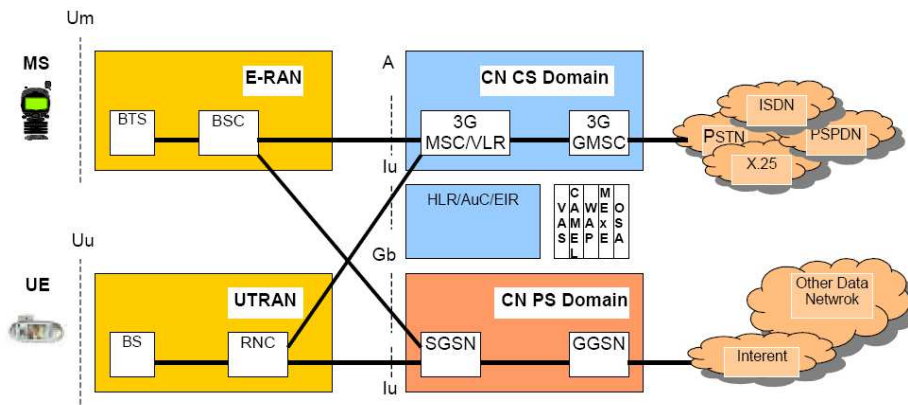 Um
MS
E-RAN
BTS
BSC
A
CN CS Domain
3G
MSC/VLR
3G
GMSC
Iu
ISDN
PSTN
PSPDN
X.25
HLR/AuC/EIR
VAS
CAMEL
WAP
MExE
OSA
Gb
Uu
UE
UTRAN
BS
RNC
CN PS Domain
SGSN
GGSN
Iu
Other Data
Netwrok
Interent